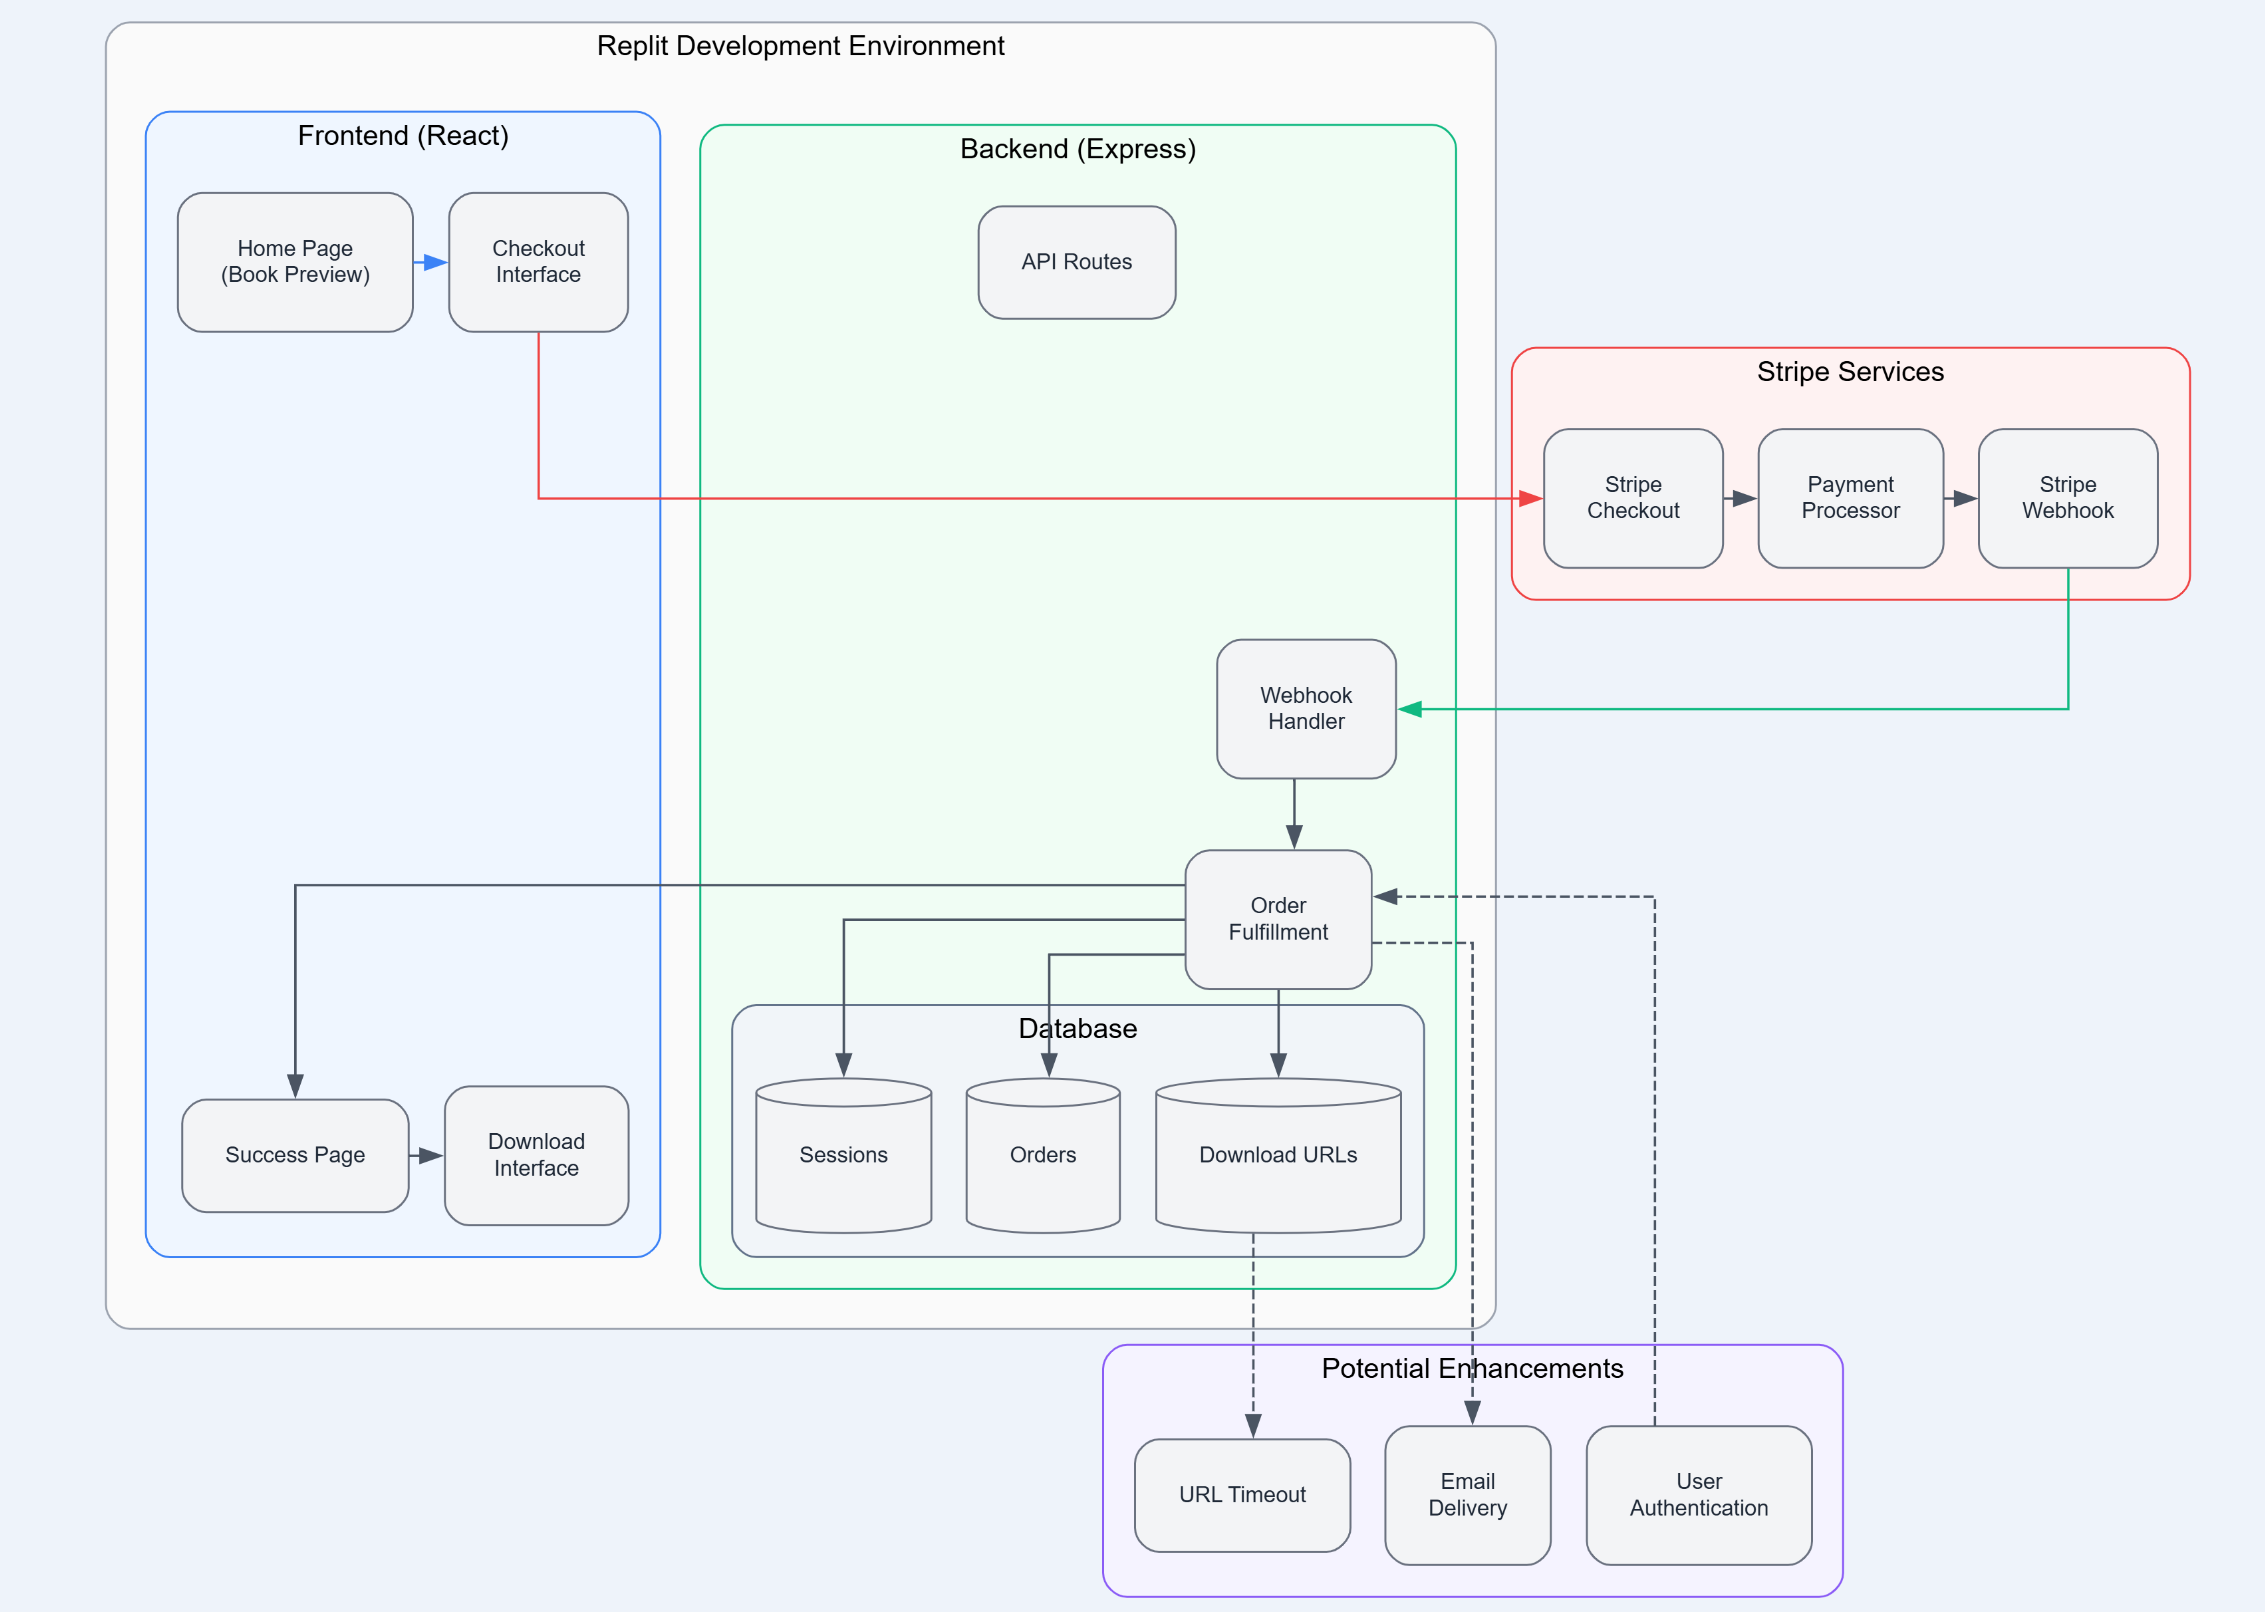 Replit Development Environment
Frontend (React)
Home Page
(Book Preview)
Checkout
Interface
Backend (Express)
API Routes
Stripe Services
Stripe
Checkout
Payment
Processor
Stripe
Webhook
Webhook
Handler
Order
Fulfillment
Success Page
Download
Interface
Database
Sessions
Orders
Download URLs
Potential Enhancements
URL Timeout
Email
Delivery
User
Authentication